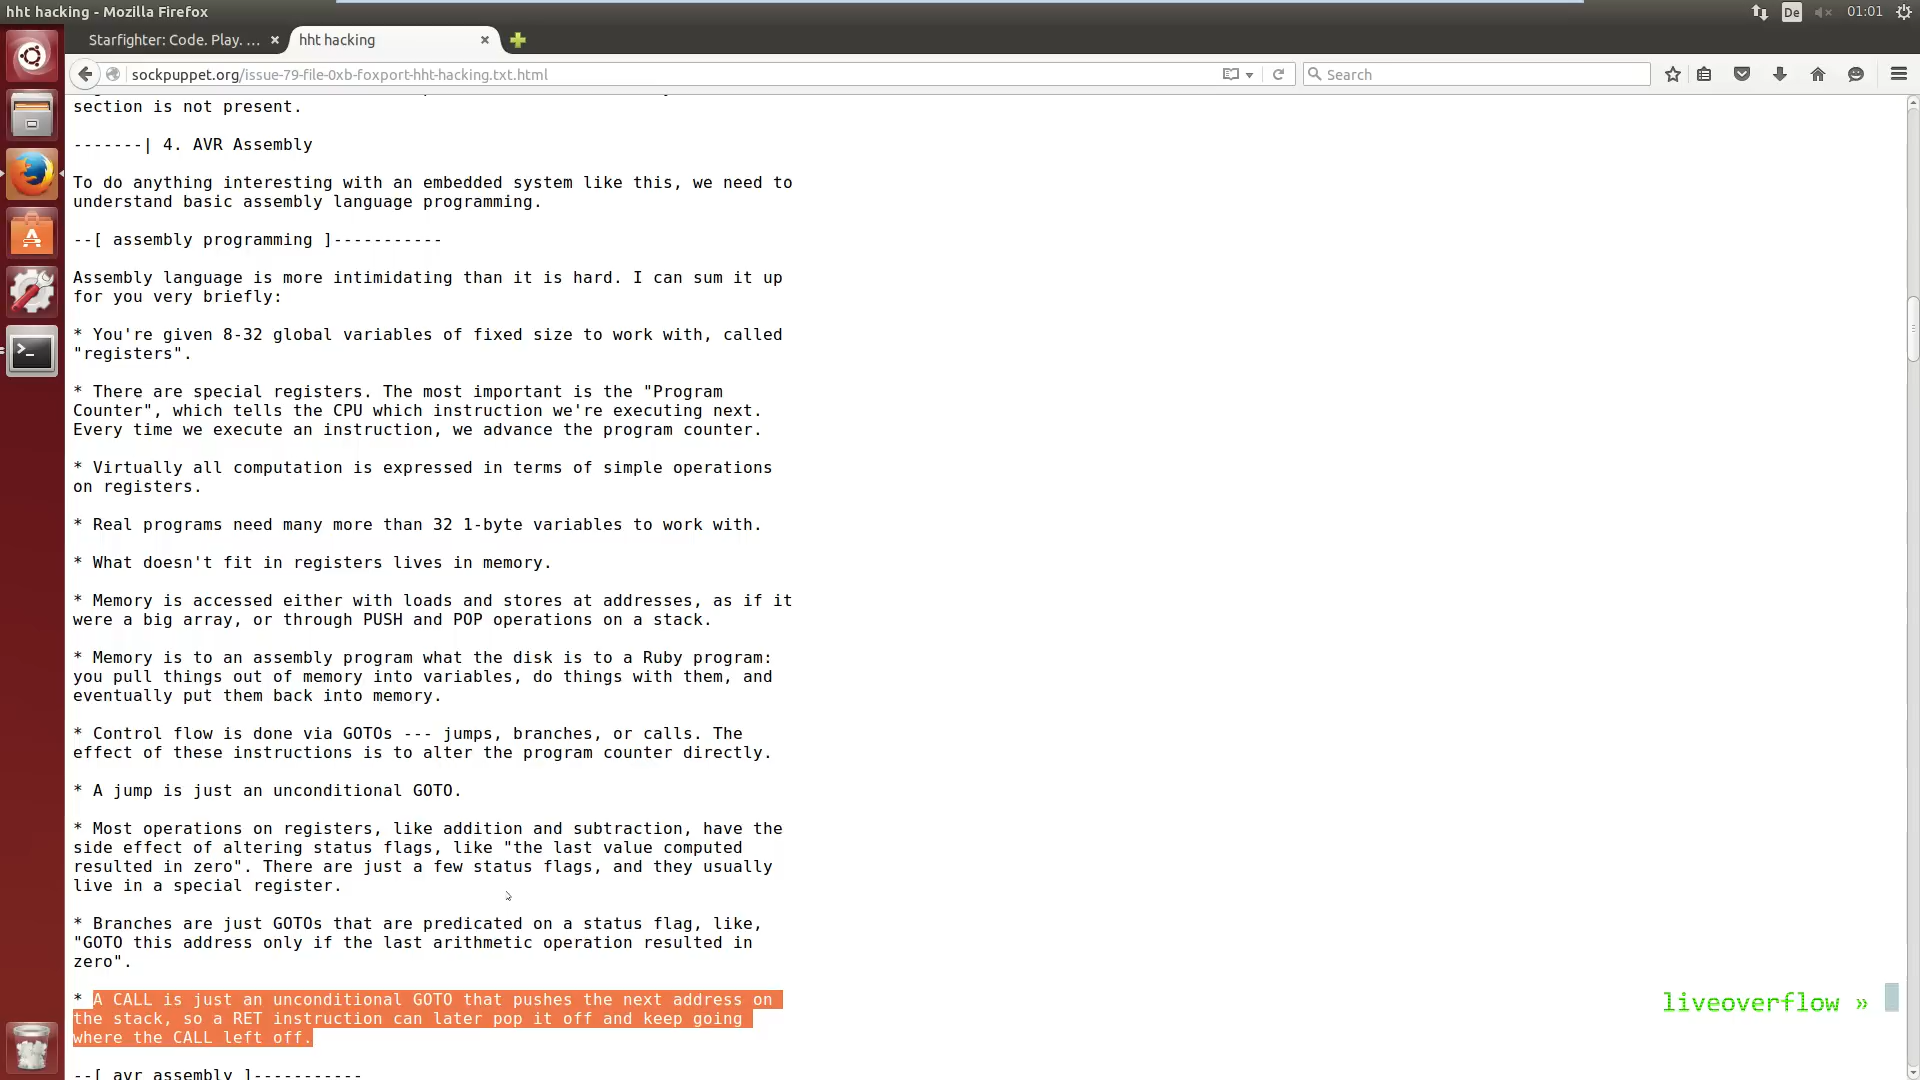 hht hacking - Mozilla Firefox
De
01:01
Starfighter: Code. Play. ...
hht hacking
sockpuppet.org/issue-79-file-0xb-foxport-hht-hacking.txt.html
Search
section is not present.
-------| 4. AVR Assembly
To do anything interesting with an embedded system like this, we need to
understand basic assembly language programming.
--[ assembly programming ]-----------
Assembly language is more intimidating than it is hard. I can sum it up
for you very briefly:
* You're given 8-32 global variables of fixed size to work with, called
"registers".
* There are special registers. The most important is the "Program
Counter", which tells the CPU which instruction we're executing next.
Every time we execute an instruction, we advance the program counter.
* Virtually all computation is expressed in terms of simple operations
on registers.
* Real programs need many more than 32 1-byte variables to work with.
* What doesn't fit in registers lives in memory.
* Memory is accessed either with loads and stores at addresses, as if it
were a big array, or through PUSH and POP operations on a stack.
* Memory is to an assembly program what the disk is to a Ruby program:
you pull things out of memory into variables, do things with them, and
eventually put them back into memory.
* Control flow is done via GOTOs --- jumps, branches, or calls. The
effect of these instructions is to alter the program counter directly.
* A jump is just an unconditional GOTO.
* Most operations on registers, like addition and subtraction, have the
side effect of altering status flags, like "the last value computed
resulted in zero". There are just a few status flags, and they usually
live in a special register.
* Branches are just GOTOs that are predicated on a status flag, like,
"GOTO this address only if the last arithmetic operation resulted in
zero".
* A CALL is just an unconditional GOTO that pushes the next address on
the stack, so a RET instruction can later pop it off and keep going
where the CALL left off.
liveoverflow »
--[ avr assembly ]-----------